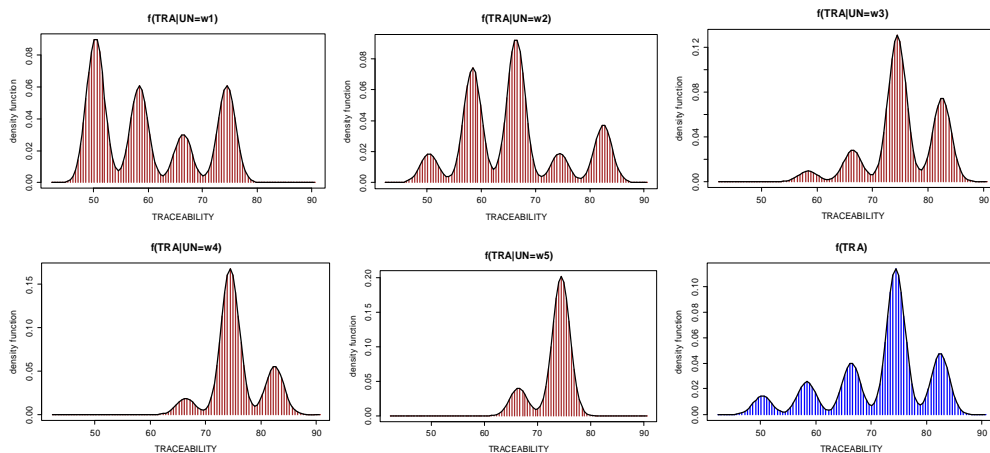 f(TRA|UN=w1)
density function
0.00 0.02 0.04 0.06 0.08
50 60 70 80 90
TRACEABILITY
f(TRA|UN=w2)
density function
0.00 0.02 0.04 0.06 0.08
50 60 70 80 90
TRACEABILITY
f(TRA|UN=w3)
density function
0.00 0.04 0.08 0.12
50 60 70 80 90
TRACEABILITY
f(TRA|UN=w4)
density function
0.00 0.05 0.10 0.15
50 60 70 80 90
TRACEABILITY
f(TRA|UN=w5)
density function
0.00 0.05 0.10 0.15 0.20
50 60 70 80 90
TRACEABILITY
f(TRA)
density function
0.00 0.02 0.04 0.06 0.08 0.10
50 60 70 80 90
TRACEABILITY